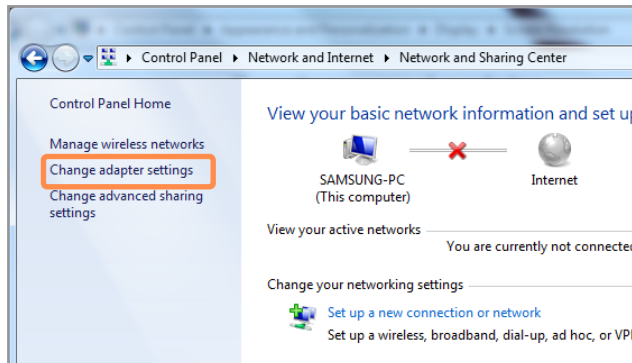 Control Panel Network and Internet Network and Sharing Center
Control Panel Home
Manage wireless networks
Change adapter settings
Change advanced sharing
settings
View your basic network information and set u
SAMSUNG-PC
(This computer)
Internet
View your active networks
You are currently not connected
Change your networking settings
Set up a new connection or network
Set up a wireless, broadband, dial-up, ad hoc, or VP